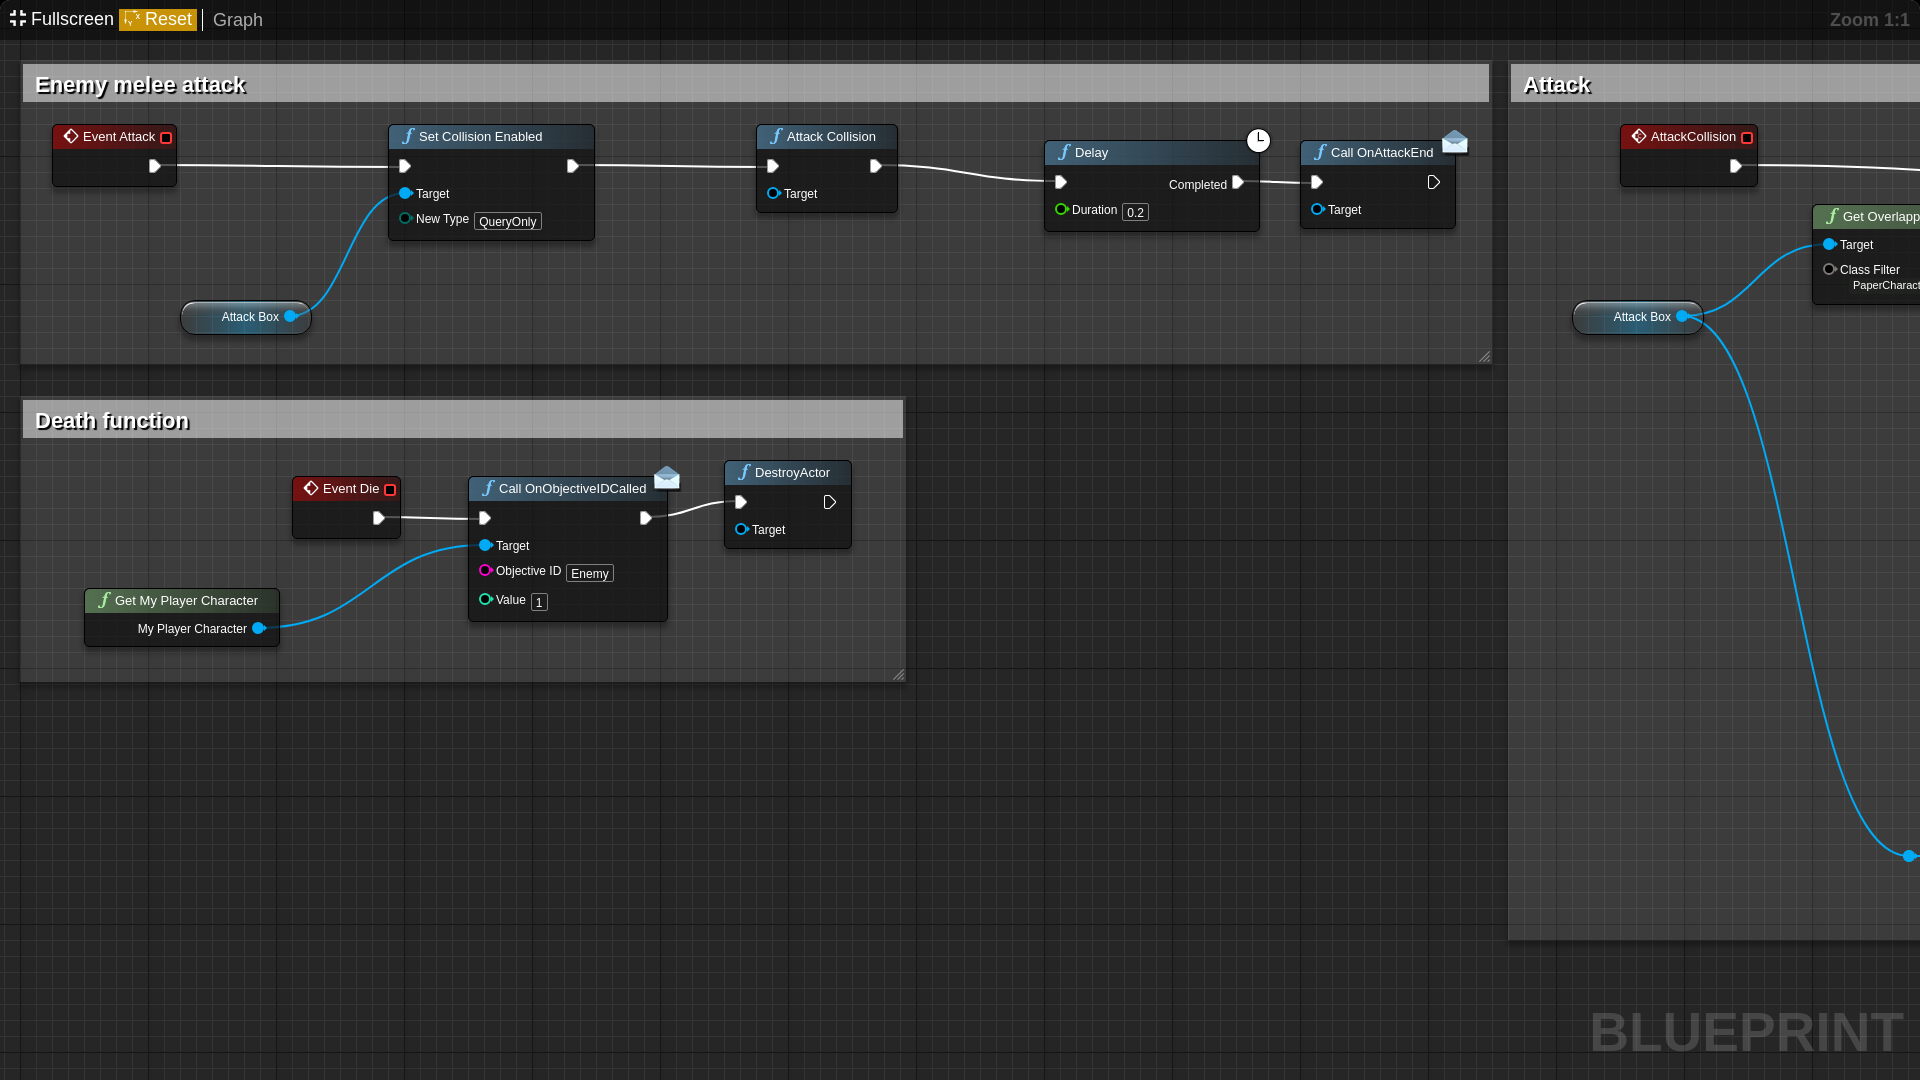 Fullscreen Reset Graph Zoom 1:1
Enemy melee attack
Event Attack
Set Collision Enabled
Target
New Type QueryOnly
Attack Box
Attack Collision
Target
Delay
Completed
Duration 0.2
Call OnAttackEnd
Target
Attack
AttackCollision
Get Overlapp
Target
Class Filter
PaperCharact
Attack Box
Death function
Event Die
Call OnObjectiveIDCalled
Target
Objective ID Enemy
Value 1
DestroyActor
Target
Get My Player Character
My Player Character
BLUEPRINT